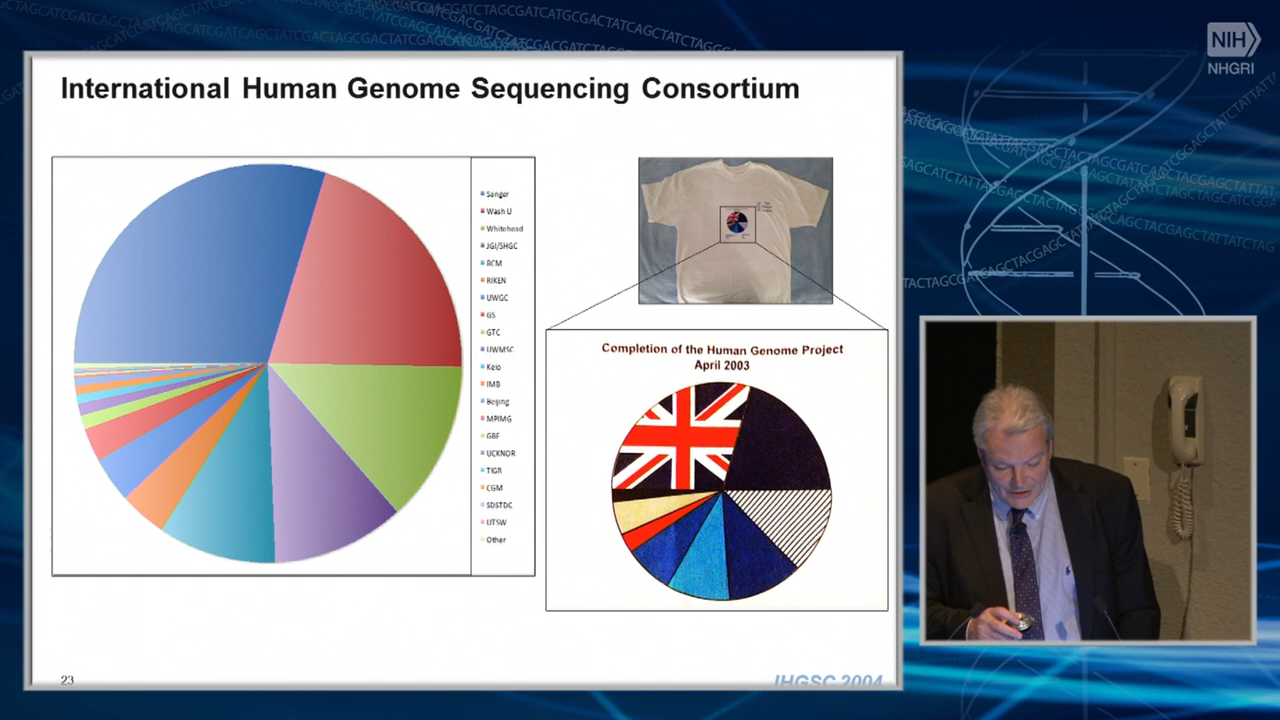 NIH
NHGRI
International Human Genome Sequencing Consortium
Sanger
Wash U
Whitehead
JGI/SHGC
BCM
RIKEN
UWGC
GS
GTC
UWMSC
Keio
IMB
Beijing
MPIMG
GBF
UCKNOR
TIGR
CGM
SDSTDC
UTSW
Other
Completion of the Human Genome Project
April 2003
23
IHGSC 2004